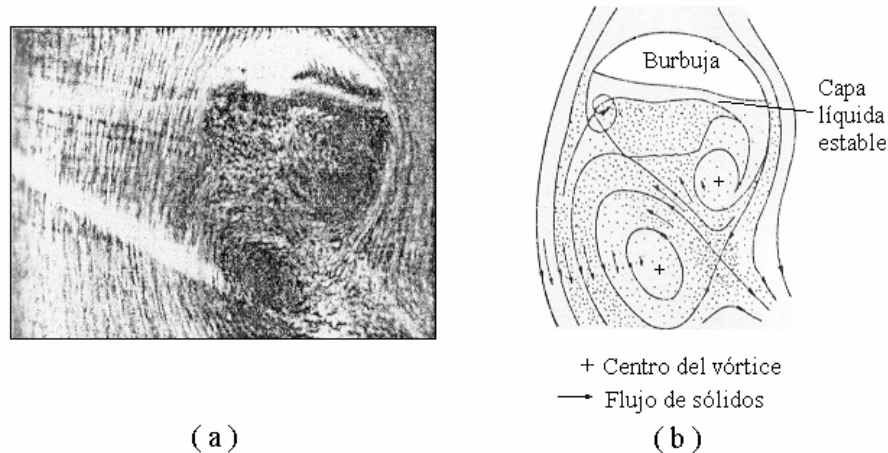 Burbuja
Capa
líquida
estable
+ Centro del vórtice
Flujo de sólidos
( a )
( b )